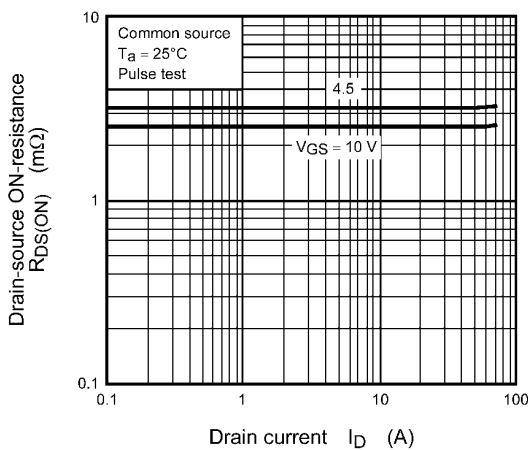 10
Common source
Ta = 25°C
Pulse test
4.5
VGS = 10 V
1
0.1
0.1 1 10 100
Drain current ID (A)
Drain-source ON-resistance
RDS(ON) (mΩ)